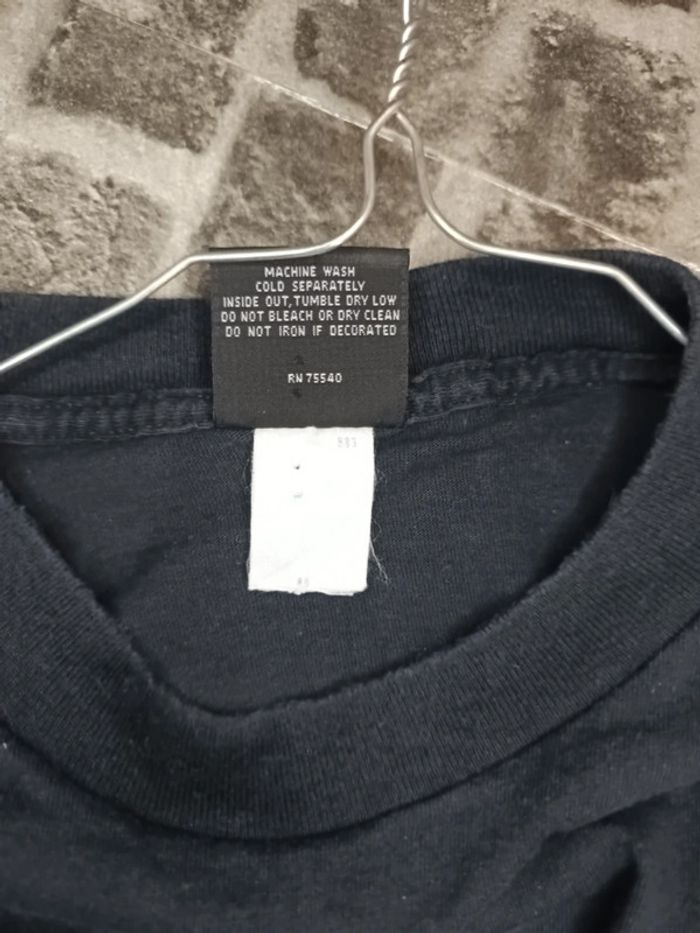 MACHINE WASH
COLD SEPARATELY
INSIDE OUT, TUMBLE DRY LOW
DO NOT BLEACH OR DRY CLEAN
DO NOT IRON IF DECORATED
RN 75540